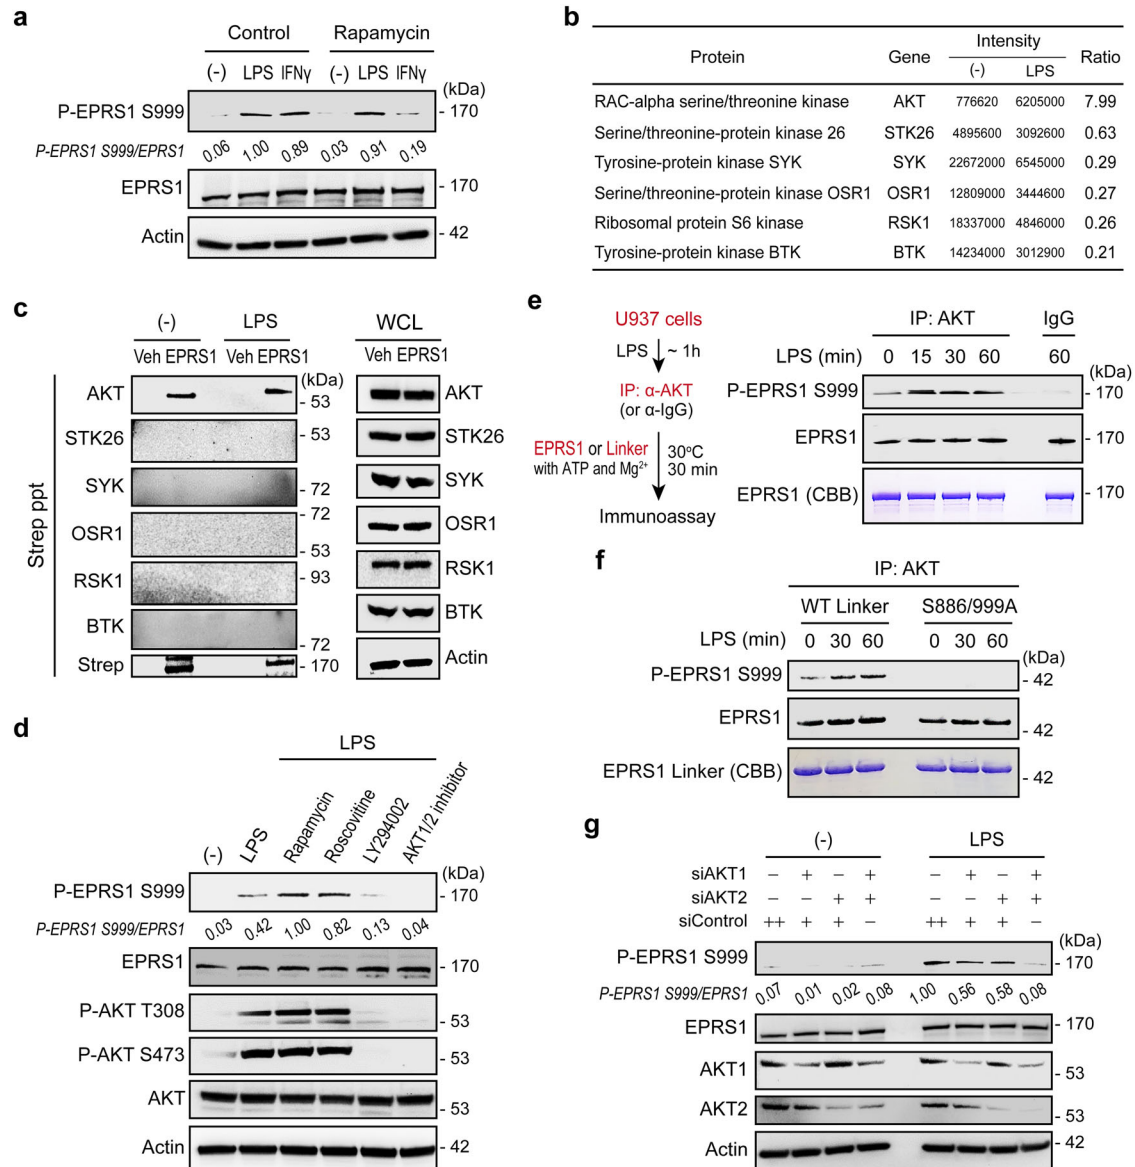 a
Control Rapamycin
(-) LPS IFNγ (-) LPS IFNγ
(kDa)
P-EPRS1 S999 - 170
P-EPRS1 S999/EPRS1 0.06 1.00 0.89 0.03 0.91 0.19
EPRS1 - 170
Actin - 42
b
Protein Gene Intensity Ratio
(-) LPS
RAC-alpha serine/threonine kinase AKT 776620 6205000 7.99
Serine/threonine-protein kinase 26 STK26 4895600 3092600 0.63
Tyrosine-protein kinase SYK SYK 22672000 6545000 0.29
Serine/threonine-protein kinase OSR1 OSR1 12809000 3444600 0.27
Ribosomal protein S6 kinase RSK1 18337000 4846000 0.26
Tyrosine-protein kinase BTK BTK 14234000 3012900 0.21
c
(-) LPS WCL
Veh EPRS1 Veh EPRS1 Veh EPRS1
(kDa)
Strep ppt
AKT - 53 AKT
STK26 - 53 STK26
SYK - 72 SYK
OSR1 - 72 - 53 OSR1
RSK1 - 93 RSK1
BTK - 72 BTK
Strep - 170 Actin
d
LPS
(-) LPS Rapamycin Roscovitine LY294002 AKT1/2 inhibitor
(kDa)
P-EPRS1 S999 - 170
P-EPRS1 S999/EPRS1 0.03 0.42 1.00 0.82 0.13 0.04
EPRS1 - 170
P-AKT T308 - 53
P-AKT S473 - 53
AKT - 53
Actin - 42
e
U937 cells
LPS ~ 1h
IP: α-AKT
(or α-IgG)
EPRS1 or Linker 30ºC
with ATP and Mg²⁺ 30 min
Immunoassay
IP: AKT IgG
LPS (min) 0 15 30 60 60
(kDa)
P-EPRS1 S999 - 170
EPRS1 - 170
EPRS1 (CBB) - 170
f
IP: AKT
WT Linker S886/999A
LPS (min) 0 30 60 0 30 60
(kDa)
P-EPRS1 S999 - 42
EPRS1 - 42
EPRS1 Linker (CBB) - 42
g
(-) LPS
siAKT1 − + − + − + − +
siAKT2 − − + + − − + +
siControl ++ + + − ++ + + −
(kDa)
P-EPRS1 S999 - 170
P-EPRS1 S999/EPRS1 0.07 0.01 0.02 0.08 1.00 0.56 0.58 0.08
EPRS1 - 170
AKT1 - 53
AKT2 - 53
Actin - 42